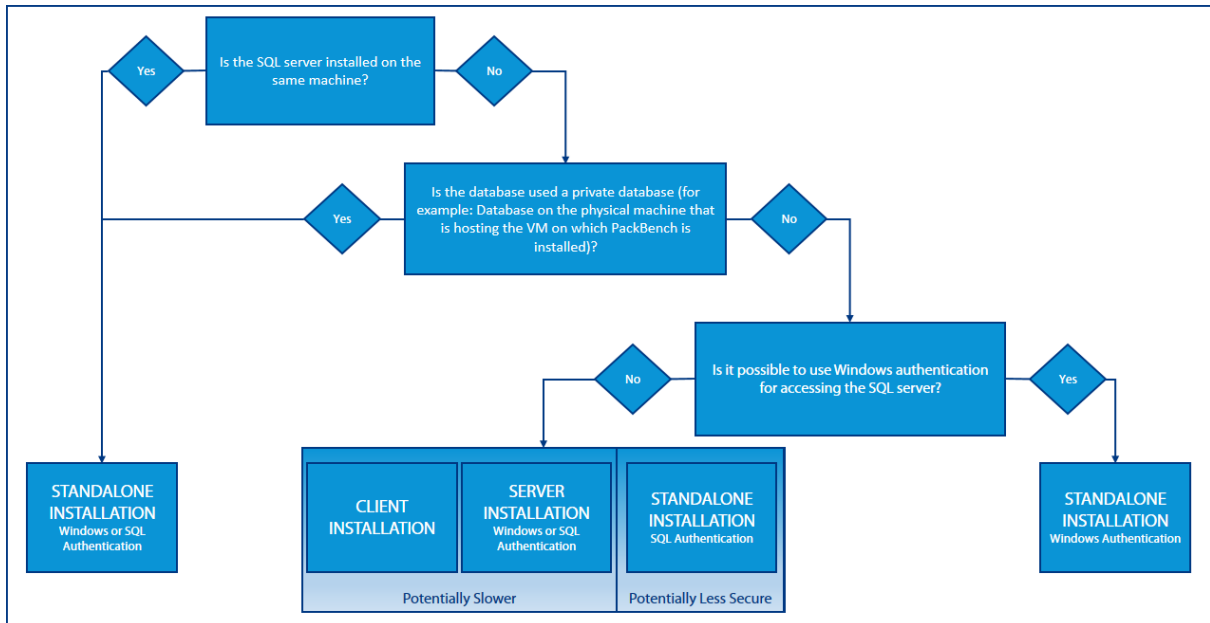 Is the SQL server installed on the
same machine?
Yes
No
Is the database used a private database (for
example: Database on the physical machine that
is hosting the VM on which PackBench is
installed)?
Yes
No
Is it possible to use Windows authentication
for accessing the SQL server?
No
Yes
STANDALONE
INSTALLATION
Windows or SQL
Authentication
CLIENT
INSTALLATION
SERVER
INSTALLATION
Windows or SQL
Authentication
STANDALONE
INSTALLATION
SQL Authentication
STANDALONE
INSTALLATION
Windows Authentication
Potentially Slower
Potentially Less Secure